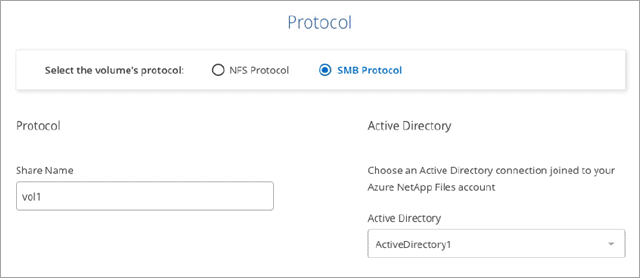 Protocol
Select the volume's protocol: NFS Protocol SMB Protocol
Protocol
Share Name
vol1
Active Directory
Choose an Active Directory connection joined to your
Azure NetApp Files account
Active Directory
ActiveDirectory1